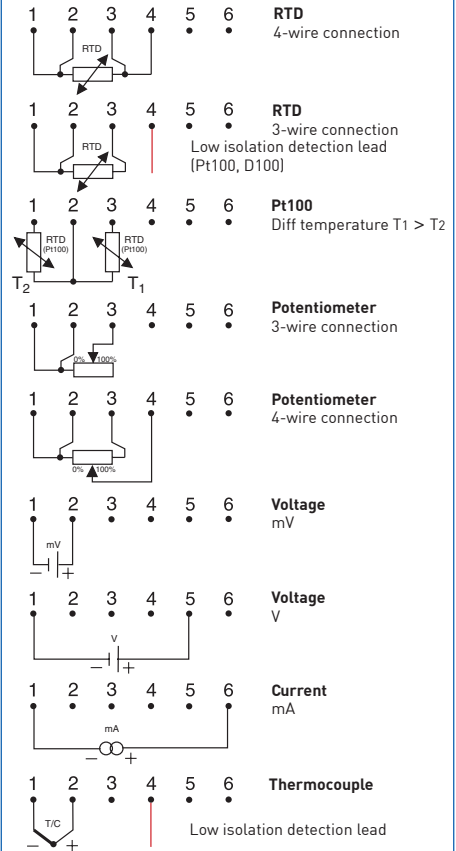 1 2 3 4 5 6 RTD
4-wire connection
RTD
1 2 3 4 5 6 RTD
3-wire connection
RTD
Low isolation detection lead
(Pt100, D100)
1 2 3 4 5 6 Pt100
Diff temperature T1 > T2
RTD RTD
(Pt100) (Pt100)
T2 T1
1 2 3 4 5 6 Potentiometer
3-wire connection
0% 100%
1 2 3 4 5 6 Potentiometer
4-wire connection
0% 100%
1 2 3 4 5 6 Voltage
mV
mV
− +
1 2 3 4 5 6 Voltage
V
V
− +
1 2 3 4 5 6 Current
mA
mA
− +
1 2 3 4 5 6 Thermocouple
T/C
Low isolation detection lead
− +